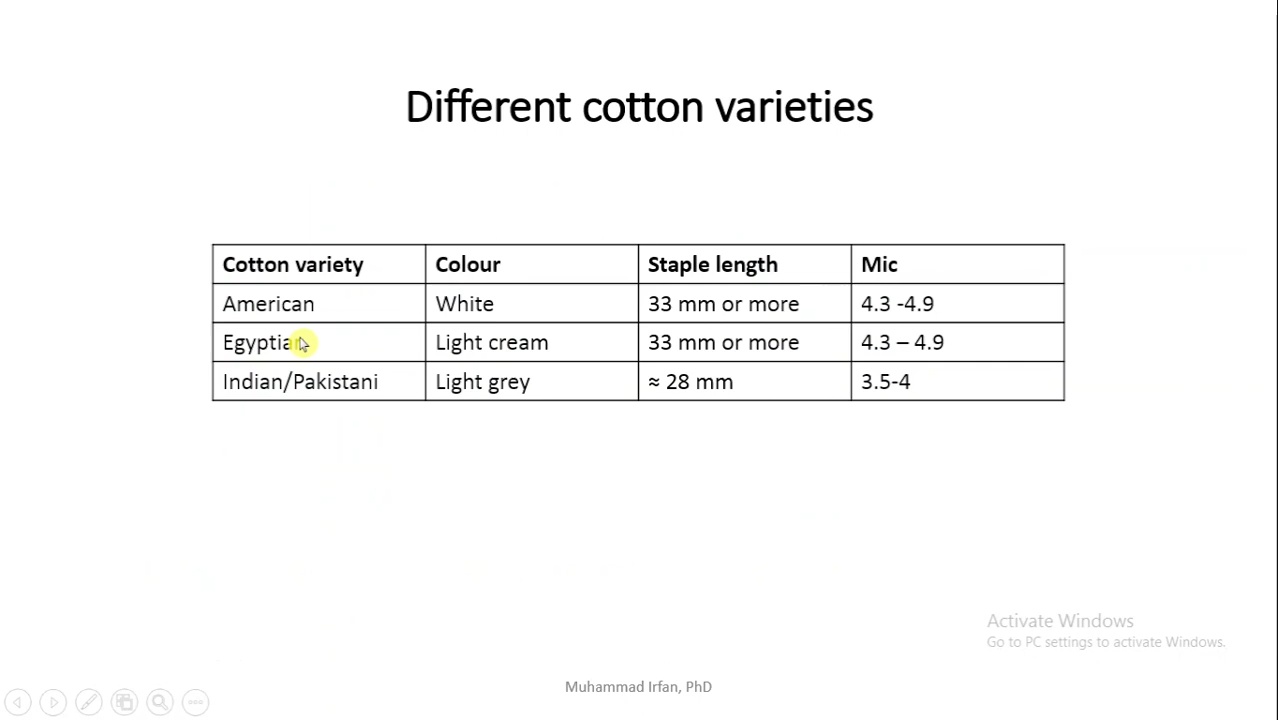 Different cotton varieties
Cotton variety Colour Staple length Mic
American White 33 mm or more 4.3 -4.9
Egyptian Light cream 33 mm or more 4.3 – 4.9
Indian/Pakistani Light grey ≈ 28 mm 3.5-4
Activate Windows
Go to PC settings to activate Windows.
Muhammad Irfan, PhD